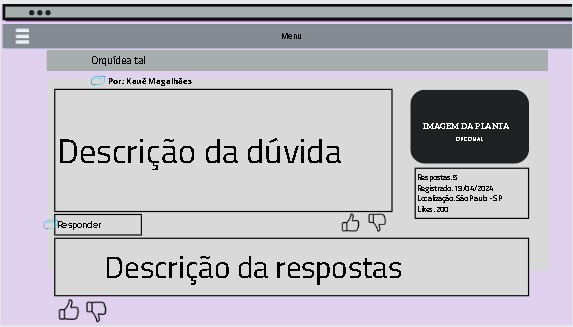 Menu
Orquídea tal
Por: Kauê Magalhães
Descrição da dúvida
IMAGEM DA PLANTA
OPCIONAL
Respostas:5
Registrado: 19/04/2024
Localização:São Paulo - SP
Likes: 200
Responder
Descrição da respostas